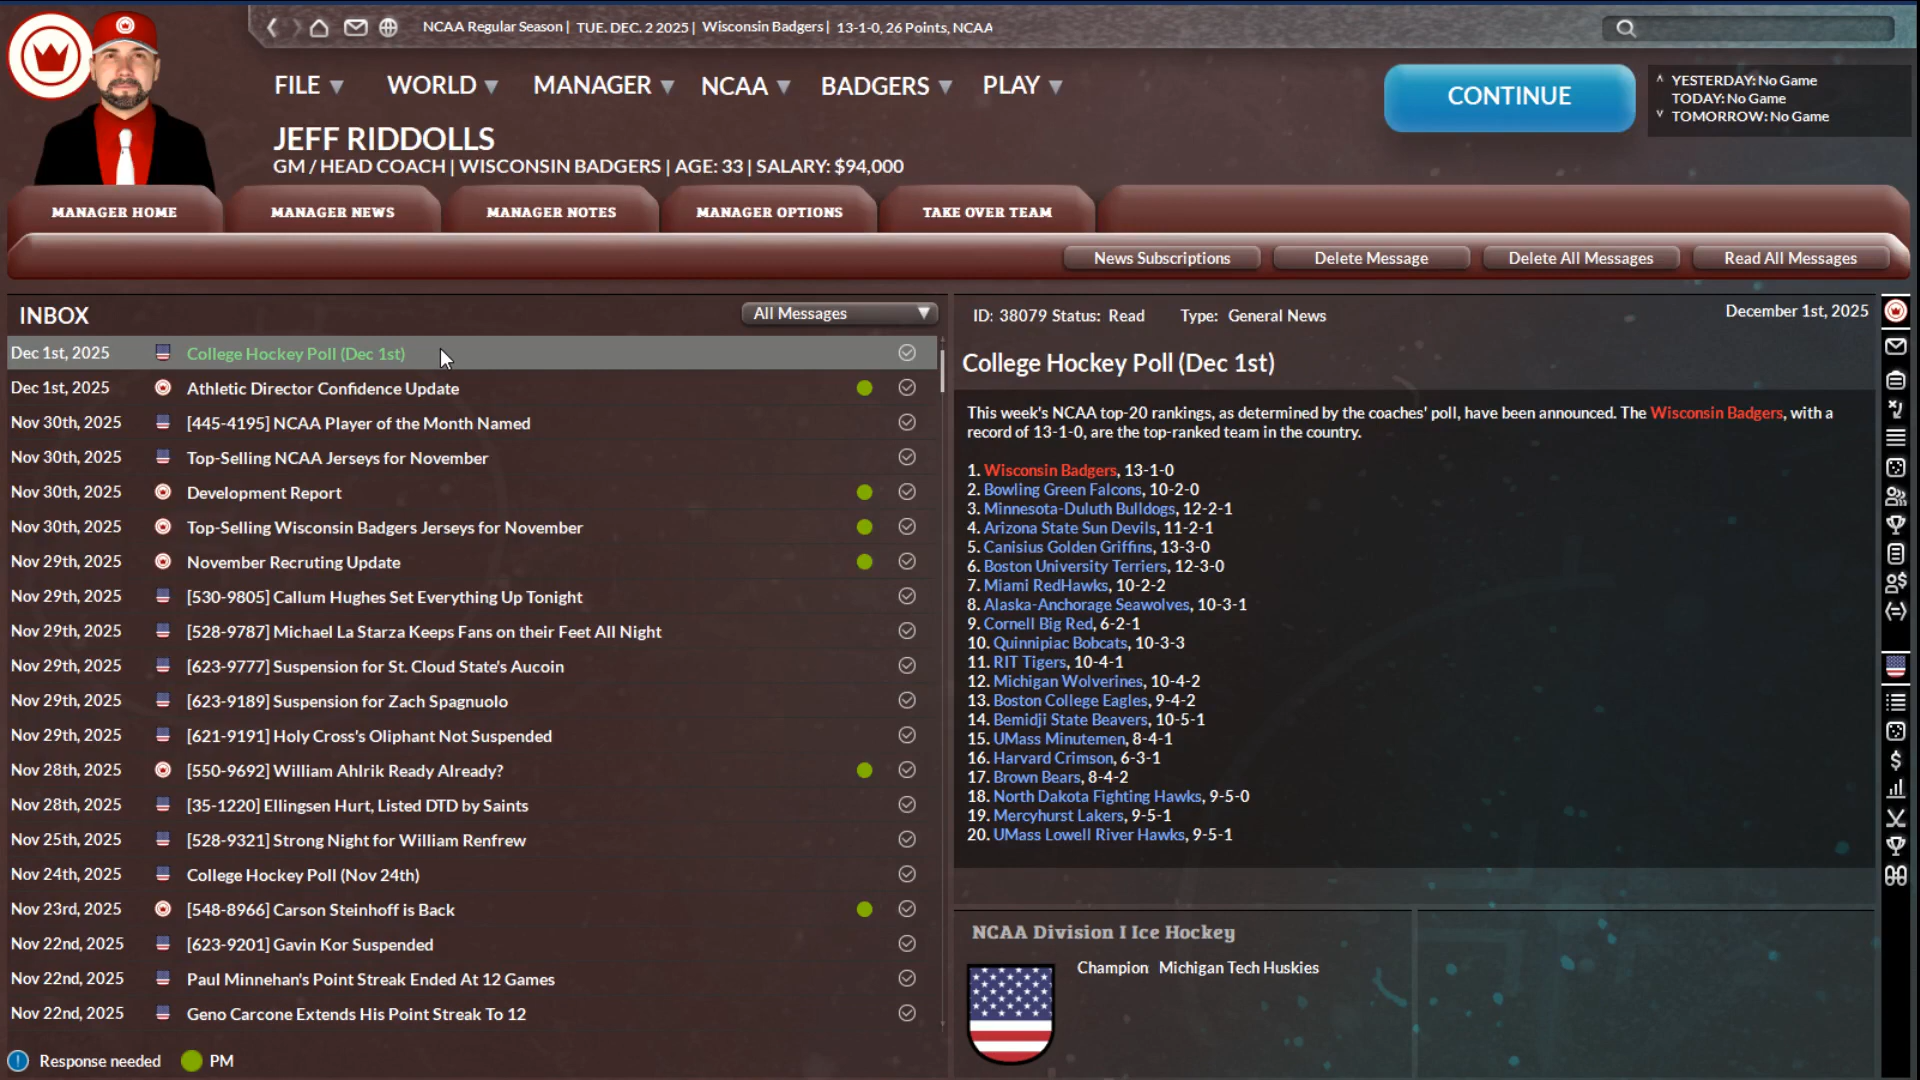 NCAA Regular Season | TUE. DEC. 2 2025 | Wisconsin Badgers | 13-1-0, 26 Points, NCAA
FILE ▼ WORLD ▼ MANAGER ▼ NCAA ▼ BADGERS ▼ PLAY ▼
CONTINUE
YESTERDAY: No Game
TODAY: No Game
TOMORROW: No Game
JEFF RIDDOLLS
GM / HEAD COACH | WISCONSIN BADGERS | AGE: 33 | SALARY: $94,000
MANAGER HOME MANAGER NEWS MANAGER NOTES MANAGER OPTIONS TAKE OVER TEAM
News Subscriptions Delete Message Delete All Messages Read All Messages
INBOX All Messages ▼
Dec 1st, 2025 College Hockey Poll (Dec 1st)
Dec 1st, 2025 Athletic Director Confidence Update
Nov 30th, 2025 [445-4195] NCAA Player of the Month Named
Nov 30th, 2025 Top-Selling NCAA Jerseys for November
Nov 30th, 2025 Development Report
Nov 30th, 2025 Top-Selling Wisconsin Badgers Jerseys for November
Nov 29th, 2025 November Recruting Update
Nov 29th, 2025 [530-9805] Callum Hughes Set Everything Up Tonight
Nov 29th, 2025 [528-9787] Michael La Starza Keeps Fans on their Feet All Night
Nov 29th, 2025 [623-9777] Suspension for St. Cloud State's Aucoin
Nov 29th, 2025 [623-9189] Suspension for Zach Spagnuolo
Nov 29th, 2025 [621-9191] Holy Cross's Oliphant Not Suspended
Nov 28th, 2025 [550-9692] William Ahlrik Ready Already?
Nov 28th, 2025 [35-1220] Ellingsen Hurt, Listed DTD by Saints
Nov 25th, 2025 [528-9321] Strong Night for William Renfrew
Nov 24th, 2025 College Hockey Poll (Nov 24th)
Nov 23rd, 2025 [548-8966] Carson Steinhoff is Back
Nov 22nd, 2025 [623-9201] Gavin Kor Suspended
Nov 22nd, 2025 Paul Minnehan's Point Streak Ended At 12 Games
Nov 22nd, 2025 Geno Carcone Extends His Point Streak To 12
Response needed PM
ID: 38079 Status: Read Type: General News December 1st, 2025
College Hockey Poll (Dec 1st)
This week's NCAA top-20 rankings, as determined by the coaches' poll, have been announced. The Wisconsin Badgers, with a
record of 13-1-0, are the top-ranked team in the country.
1. Wisconsin Badgers, 13-1-0
2. Bowling Green Falcons, 10-2-0
3. Minnesota-Duluth Bulldogs, 12-2-1
4. Arizona State Sun Devils, 11-2-1
5. Canisius Golden Griffins, 13-3-0
6. Boston University Terriers, 12-3-0
7. Miami RedHawks, 10-2-2
8. Alaska-Anchorage Seawolves, 10-3-1
9. Cornell Big Red, 6-2-1
10. Quinnipiac Bobcats, 10-3-3
11. RIT Tigers, 10-4-1
12. Michigan Wolverines, 10-4-2
13. Boston College Eagles, 9-4-2
14. Bemidji State Beavers, 10-5-1
15. UMass Minutemen, 8-4-1
16. Harvard Crimson, 6-3-1
17. Brown Bears, 8-4-2
18. North Dakota Fighting Hawks, 9-5-0
19. Mercyhurst Lakers, 9-5-1
20. UMass Lowell River Hawks, 9-5-1
NCAA Division I Ice Hockey
Champion Michigan Tech Huskies